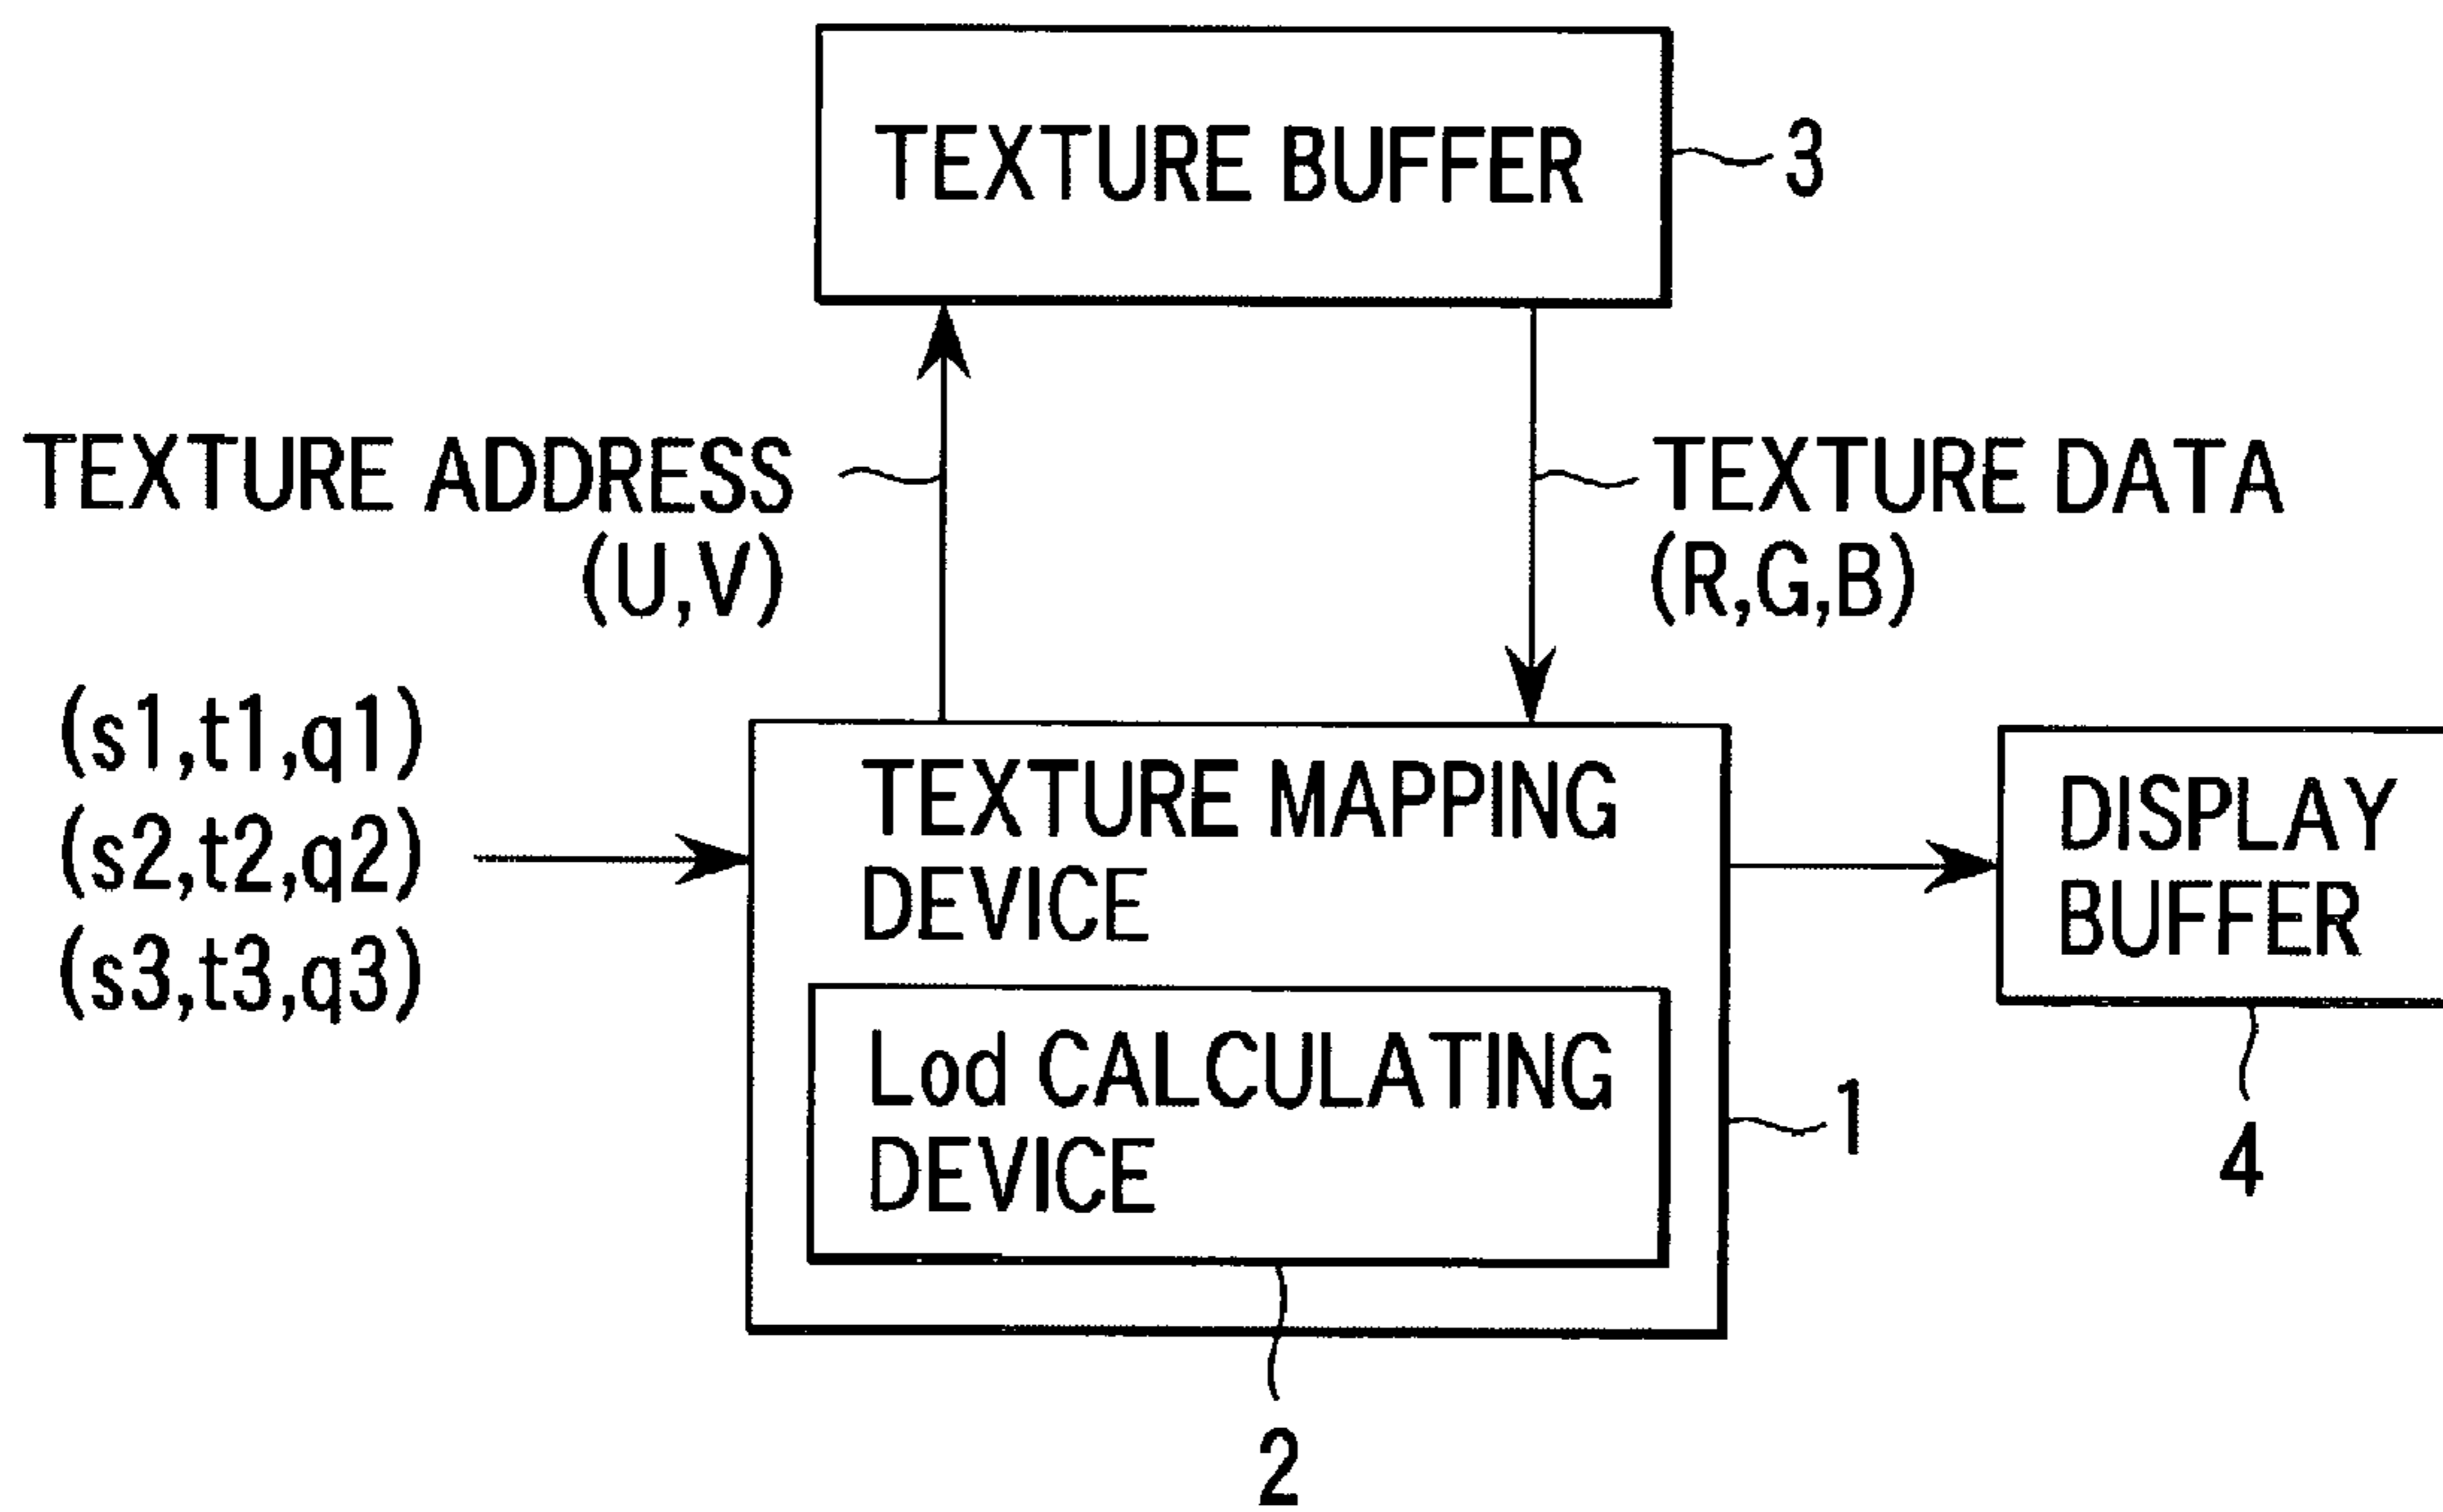 TEXTURE BUFFER
3
TEXTURE ADDRESS
(U,V)
TEXTURE DATA
(R,G,B)
(s1,t1,q1)
(s2,t2,q2)
(s3,t3,q3)
TEXTURE MAPPING
DEVICE
Lod CALCULATING
DEVICE
1
2
DISPLAY
BUFFER
4